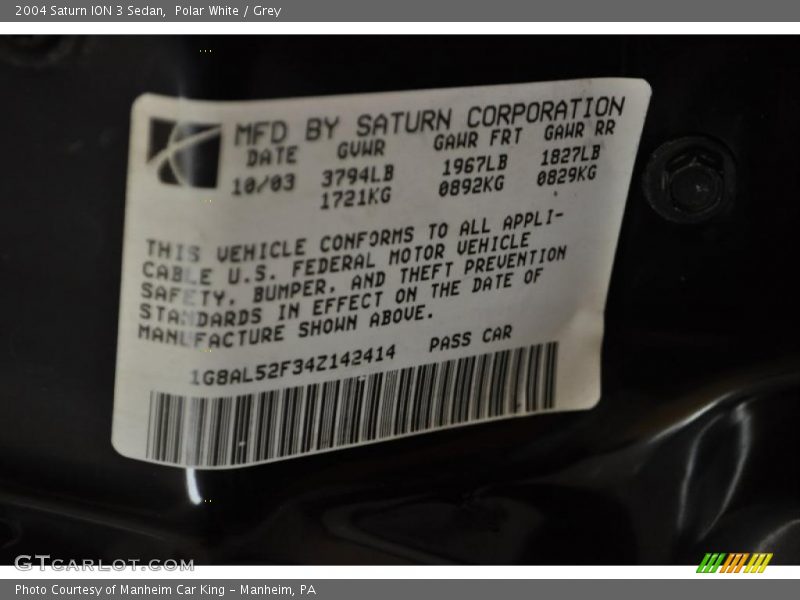 2004 Saturn ION 3 Sedan, Polar White / Grey
MFD BY SATURN CORPORATION
DATE GVWR GAWR FRT GAWR RR
10/03 3794LB 1967LB 1827LB
1721KG 0892KG 0829KG
THIS VEHICLE CONFORMS TO ALL APPLI-
CABLE U.S. FEDERAL MOTOR VEHICLE
SAFETY, BUMPER, AND THEFT PREVENTION
STANDARDS IN EFFECT ON THE DATE OF
MANUFACTURE SHOWN ABOVE.
1G8AL52F34Z142414 PASS CAR
GTCARLOT.COM
Photo Courtesy of Manheim Car King - Manheim, PA